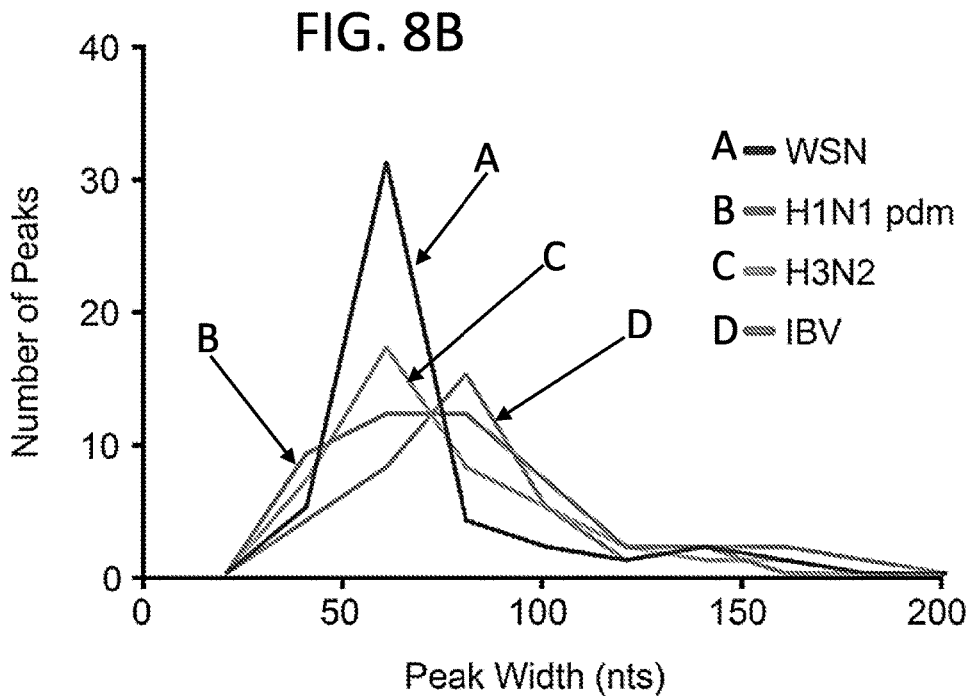 FIG. 8B
40
30
20
10
0
Number of Peaks
A
B
C
D
A WSN
B H1N1 pdm
C H3N2
D IBV
0 50 100 150 200
Peak Width (nts)